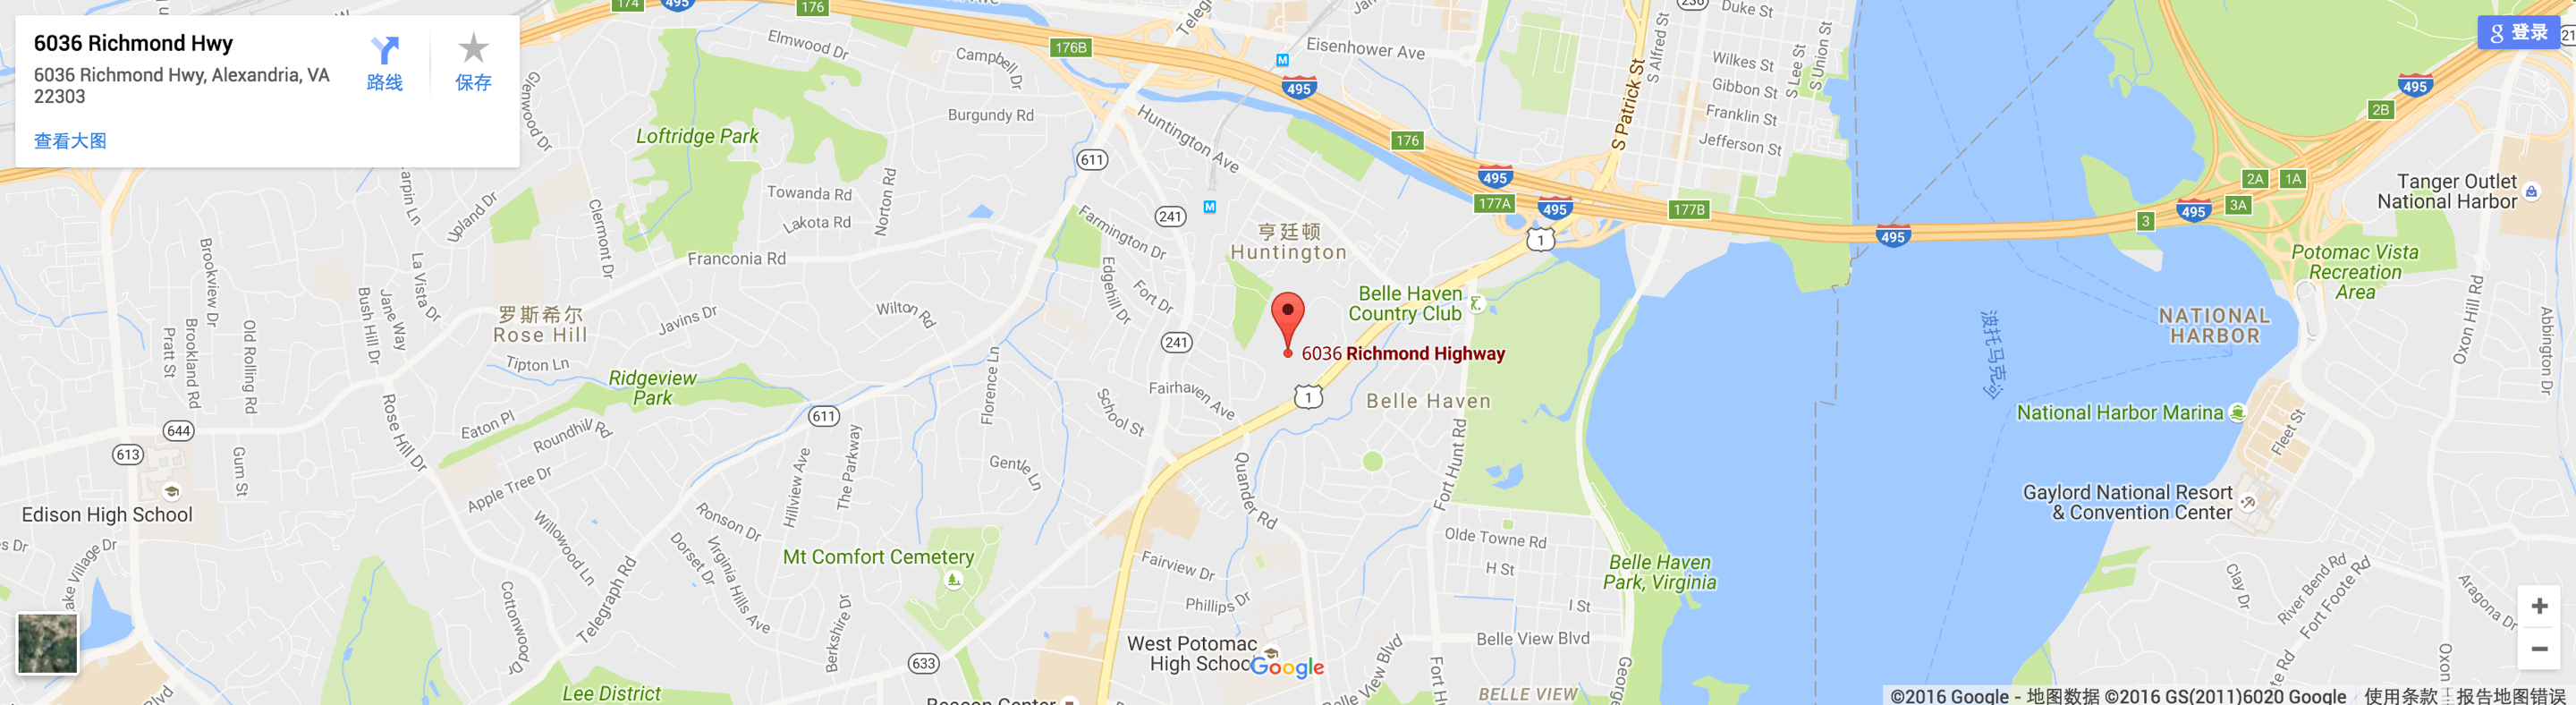 6036 Richmond Hwy
6036 Richmond Hwy, Alexandria, VA
22303
路线
保存
查看大图
登录
174
495
176
176B
Elmwood Dr
Campbell Dr
Burgundy Rd
Glenwood Dr
Loftridge Park
Eisenhower Ave
Duke St
236
S Alfred St
S Patrick St
Wilkes St
Gibbon St
Franklin St
Jefferson St
S Lee St
S Union St
495
176
495
177A
495
177B
495
1
3
495
3A
2A
1A
2B
495
Tanger Outlet
National Harbor
Potomac Vista
Recreation
Area
Huntington Ave
611
Towanda Rd
Lakota Rd
Norton Rd
241
Farmington Dr
Upland Dr
Clermont Dr
La Vista Dr
Brookview Dr
Franconia Rd
亨廷顿
Huntington
Edgehill Dr
Fort Dr
Belle Haven
Country Club
罗斯希尔
Rose Hill
Javins Dr
Wilton Rd
Jane Way
Bush Hill Dr
Pratt St
Brookland Rd
Old Rolling Rd
241
6036 Richmond Highway
NATIONAL
HARBOR
波托马克河
Oxon Hill Rd
Abbington Dr
Tipton Ln
Ridgeview
Park
Florence Ln
Fairhaven Ave
1
Belle Haven
National Harbor Marina
Fleet St
School St
611
644
613
Gum St
Rose Hill Dr
Eaton Pl
Roundhill Rd
Apple Tree Dr
Hillview Ave
The Parkway
Gentle Ln
Quander Rd
Fort Hunt Rd
Edison High School
Gaylord National Resort
& Convention Center
Willowood Ln
Ronson Dr
Dorset Dr
Virginia Hills Ave
Mt Comfort Cemetery
Fairview Dr
Olde Towne Rd
H St
Belle Haven
Park, Virginia
Phillips Dr
I St
Clay Dr
River Bend Rd
Fort Foote Rd
Aragona Dr
Telegraph Rd
Cottonwood Dr
Berkshire Dr
633
West Potomac
High School
Google
Belle View Blvd
Belle View Blvd
BELLE VIEW
Lee District
Beacon Center
©2016 Google - 地图数据 ©2016 GS(2011)6020 Google
使用条款
报告地图错误